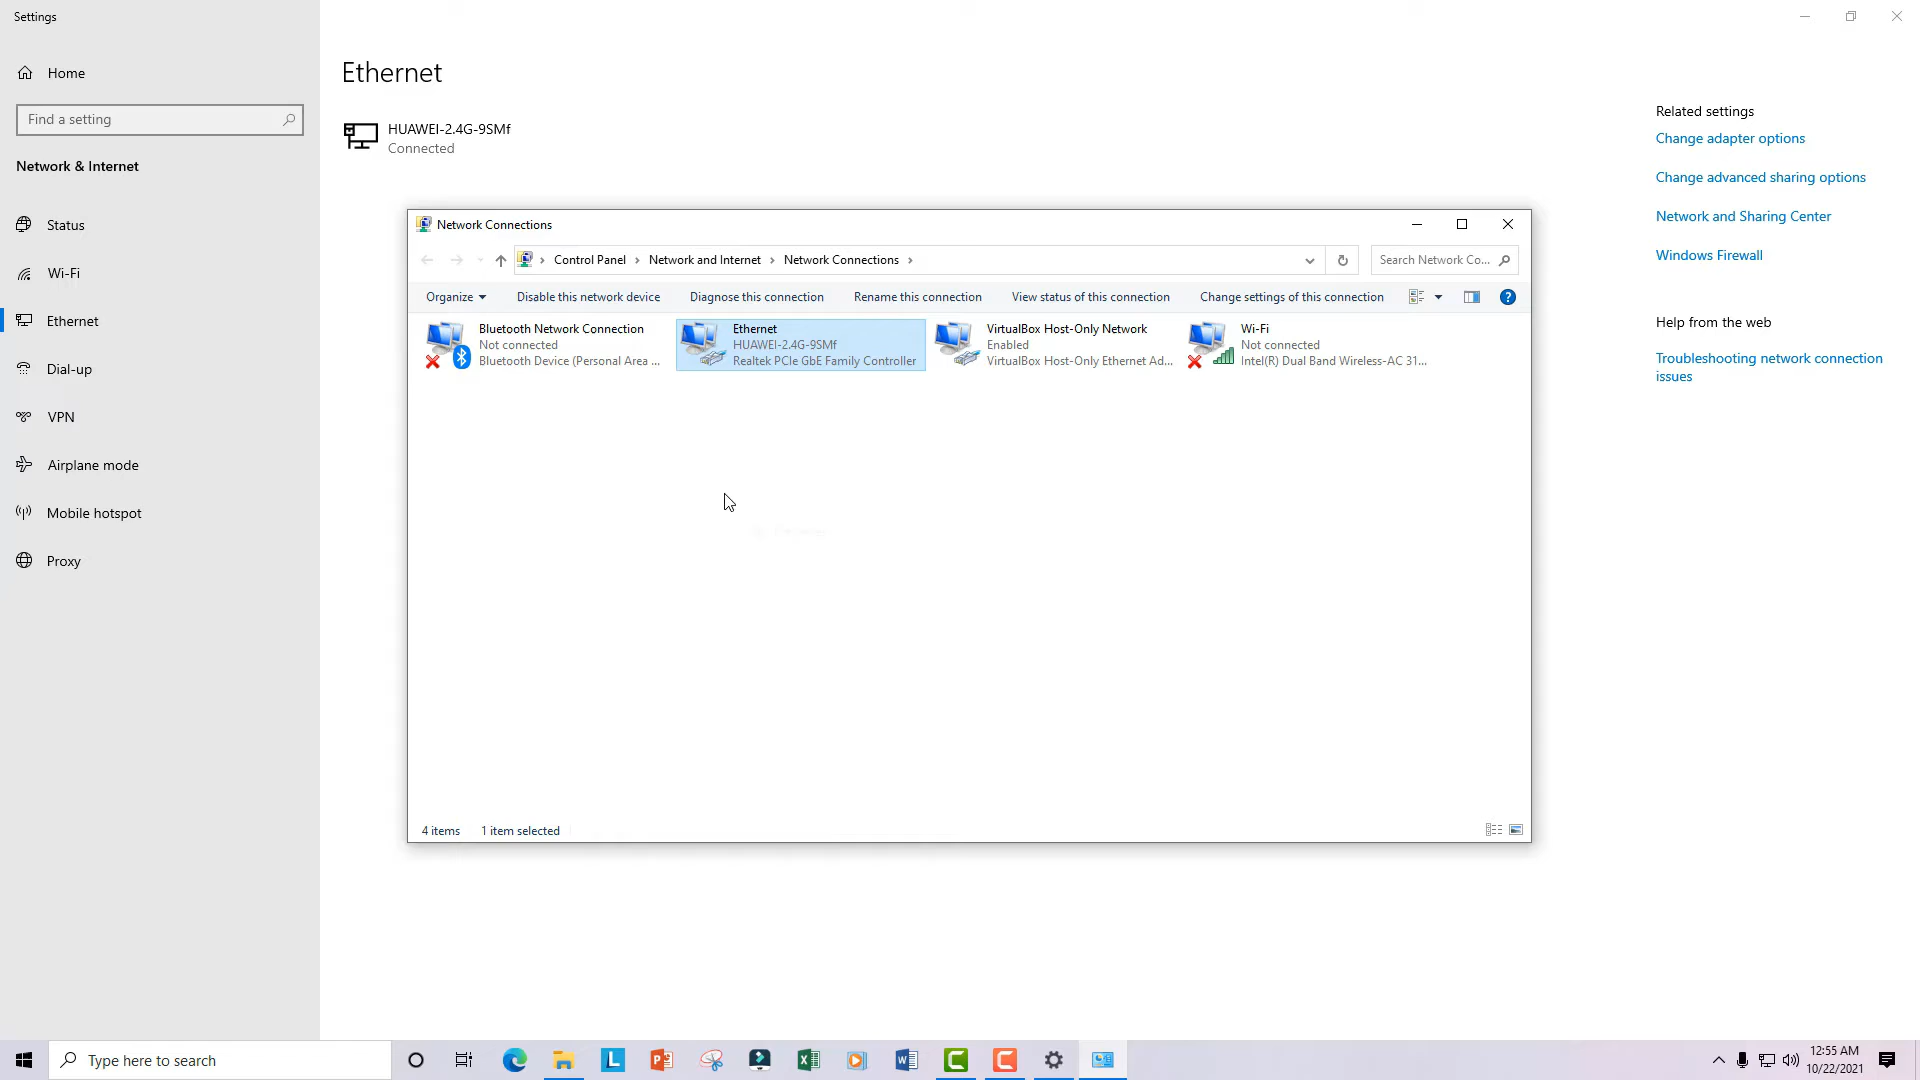 Settings
Home
Find a setting
Network & Internet
Status
Wi-Fi
Ethernet
Dial-up
VPN
Airplane mode
Mobile hotspot
Proxy
Ethernet
HUAWEI-2.4G-9SMf
Connected
Related settings
Change adapter options
Change advanced sharing options
Network and Sharing Center
Windows Firewall
Help from the web
Troubleshooting network connection
issues
Network Connections
Control Panel > Network and Internet > Network Connections >
Search Network Co...
Organize
Disable this network device
Diagnose this connection
Rename this connection
View status of this connection
Change settings of this connection
Bluetooth Network Connection
Not connected
Bluetooth Device (Personal Area ...
Ethernet
HUAWEI-2.4G-9SMf
Realtek PCIe GbE Family Controller
VirtualBox Host-Only Network
Enabled
VirtualBox Host-Only Ethernet Ad...
Wi-Fi
Not connected
Intel(R) Dual Band Wireless-AC 31...
4 items
1 item selected
Type here to search
12:55 AM
10/22/2021